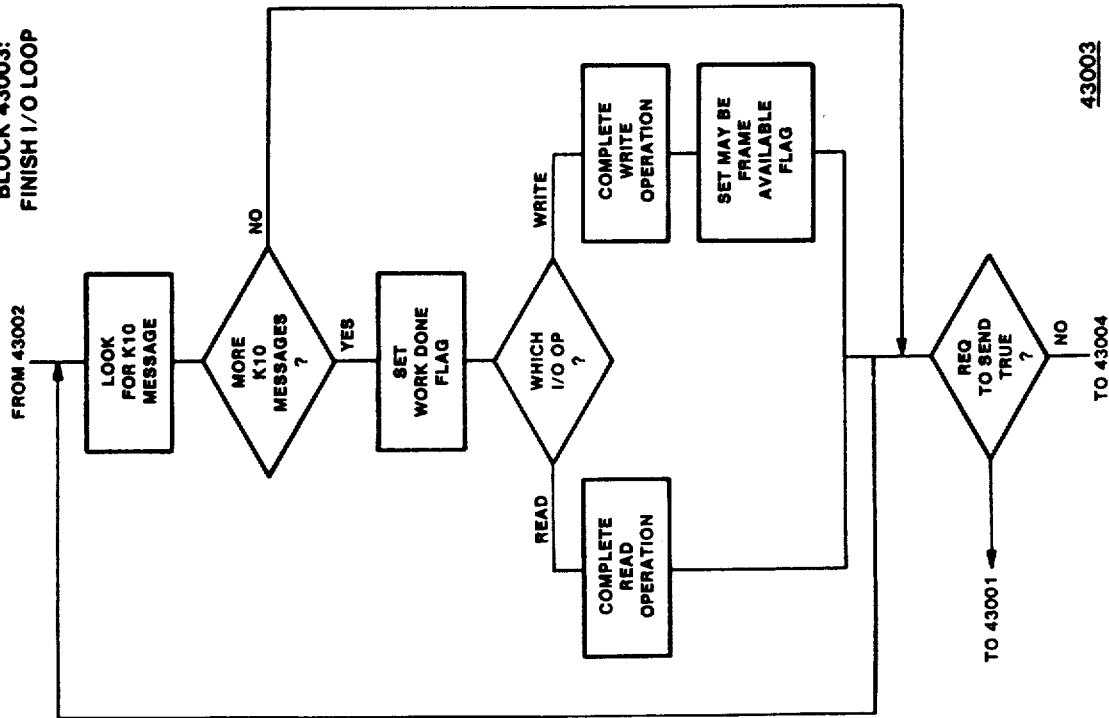 BLOCK 43003:
FINISH I/O LOOP
FROM 43002
LOOK
FOR K10
MESSAGE
MORE
K10
MESSAGES
?
NO
YES
SET
WORK DONE
FLAG
WHICH
I/O OP
?
READ
WRITE
COMPLETE
READ
OPERATION
COMPLETE
WRITE
OPERATION
SET MAY BE
FRAME
AVAILABLE
FLAG
REQ
TO SEND
TRUE
?
NO
TO 43001
TO 43004
43003